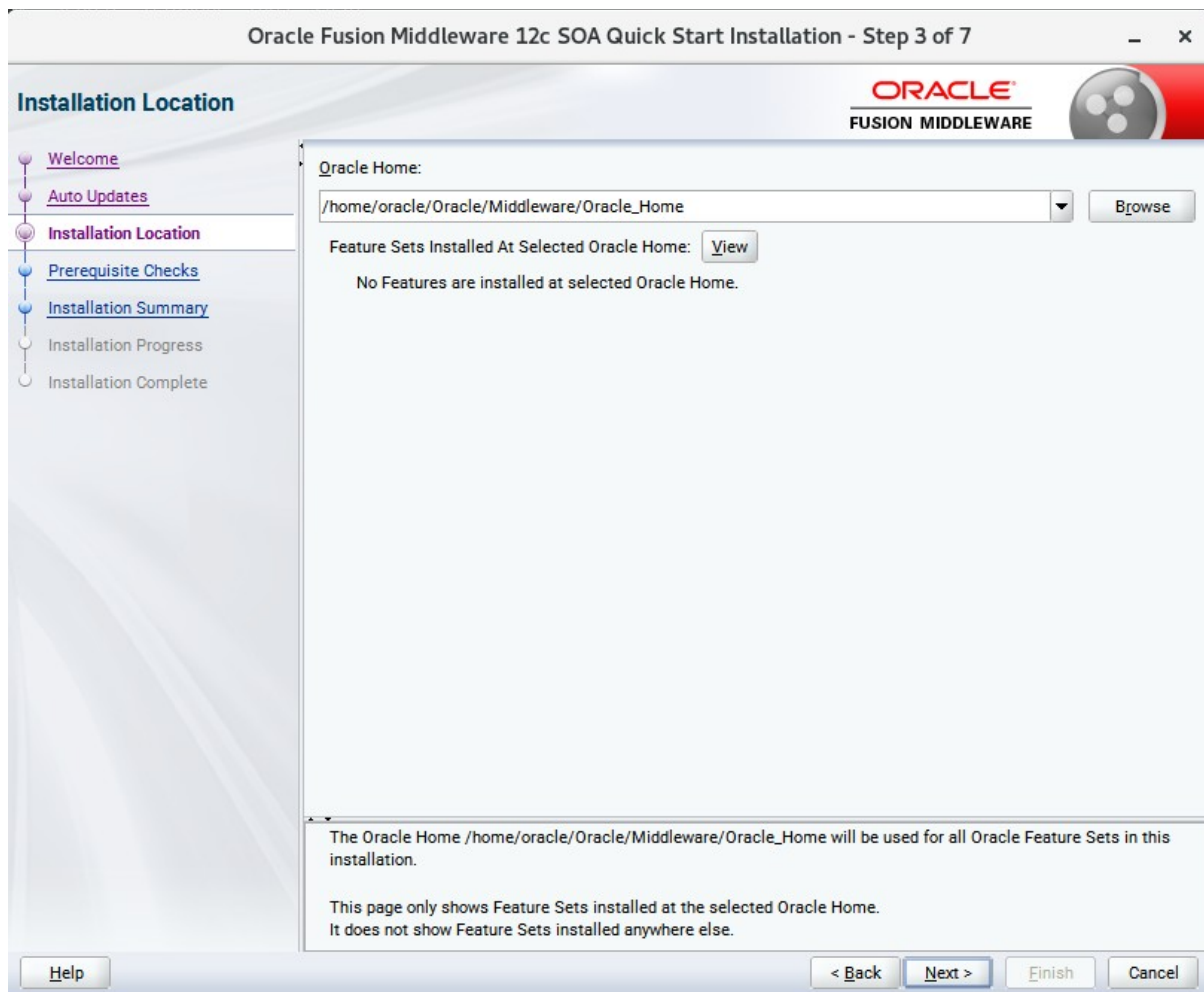 Oracle Fusion Middleware 12c SOA Quick Start Installation - Step 3 of 7
Installation Location
ORACLE
FUSION MIDDLEWARE
Welcome
Auto Updates
Installation Location
Prerequisite Checks
Installation Summary
Installation Progress
Installation Complete
Oracle Home:
/home/oracle/Oracle/Middleware/Oracle_Home
Browse
Feature Sets Installed At Selected Oracle Home:
View
No Features are installed at selected Oracle Home.
The Oracle Home /home/oracle/Oracle/Middleware/Oracle_Home will be used for all Oracle Feature Sets in this
installation.
This page only shows Feature Sets installed at the selected Oracle Home.
It does not show Feature Sets installed anywhere else.
Help
< Back
Next >
Finish
Cancel